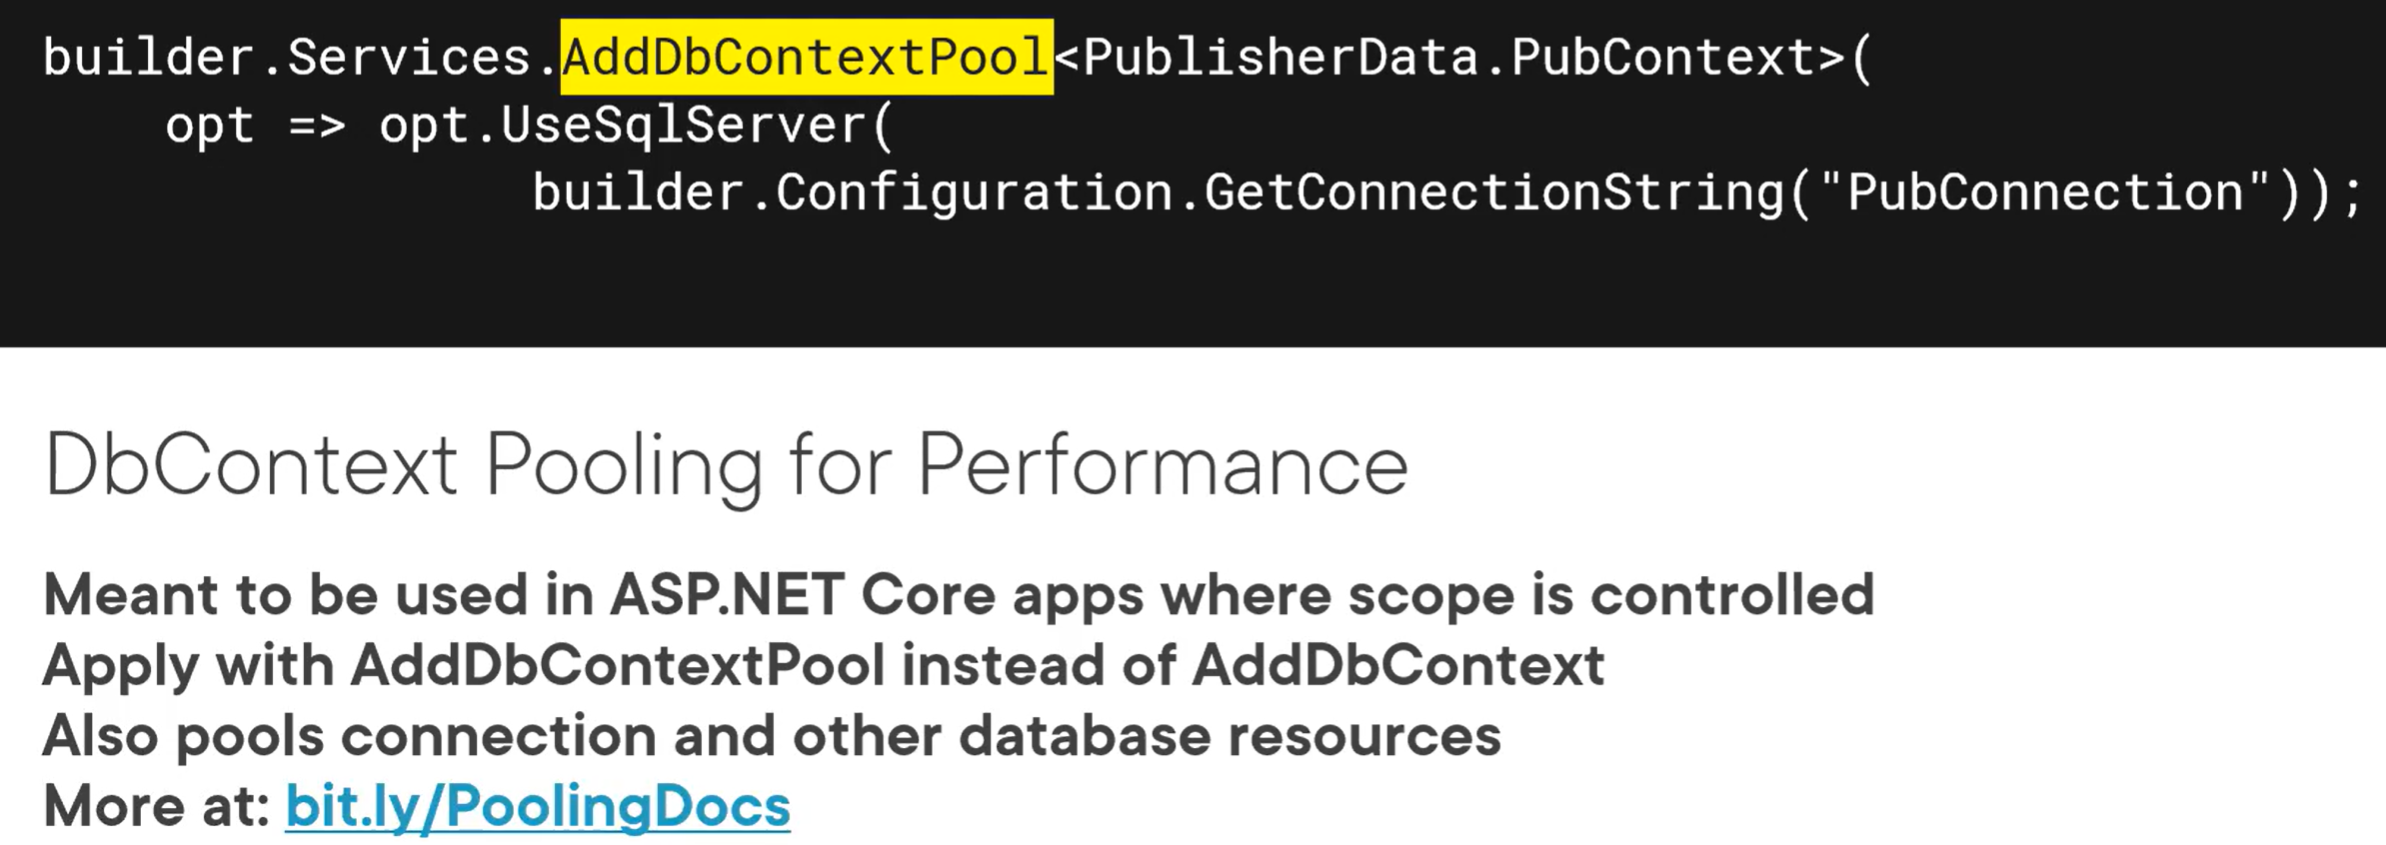 builder.Services.AddDbContextPool<PublisherData.PubContext>(
opt => opt.UseSqlServer(
builder.Configuration.GetConnectionString("PubConnection"));
DbContext Pooling for Performance
Meant to be used in ASP.NET Core apps where scope is controlled
Apply with AddDbContextPool instead of AddDbContext
Also pools connection and other database resources
More at: bit.ly/PoolingDocs